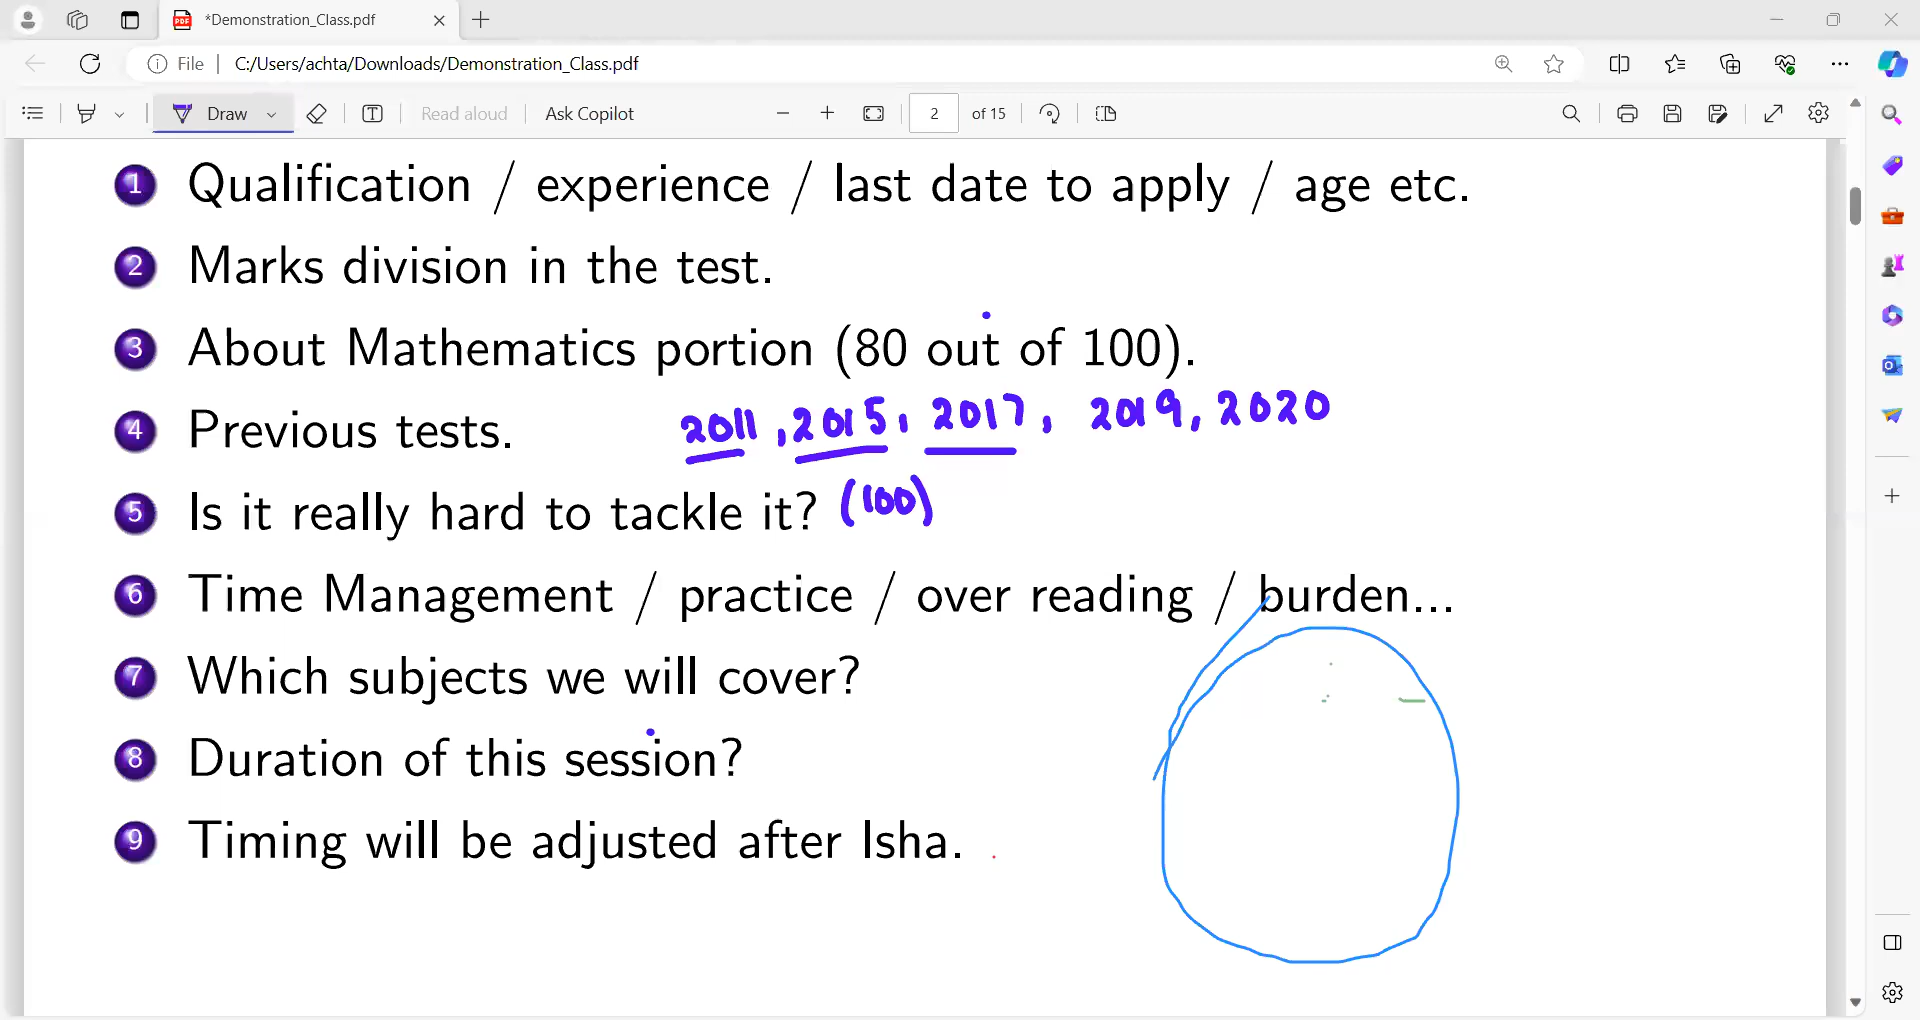 *Demonstration_Class.pdf
File | C:/Users/achta/Downloads/Demonstration_Class.pdf
Draw Read aloud Ask Copilot 2 of 15
1 Qualification / experience / last date to apply / age etc.
2 Marks division in the test.
3 About Mathematics portion (80 out of 100).
4 Previous tests. 2011, 2015, 2017, 2019, 2020
5 Is it really hard to tackle it? (100)
6 Time Management / practice / over reading / burden...
7 Which subjects we will cover?
8 Duration of this session?
9 Timing will be adjusted after Isha.